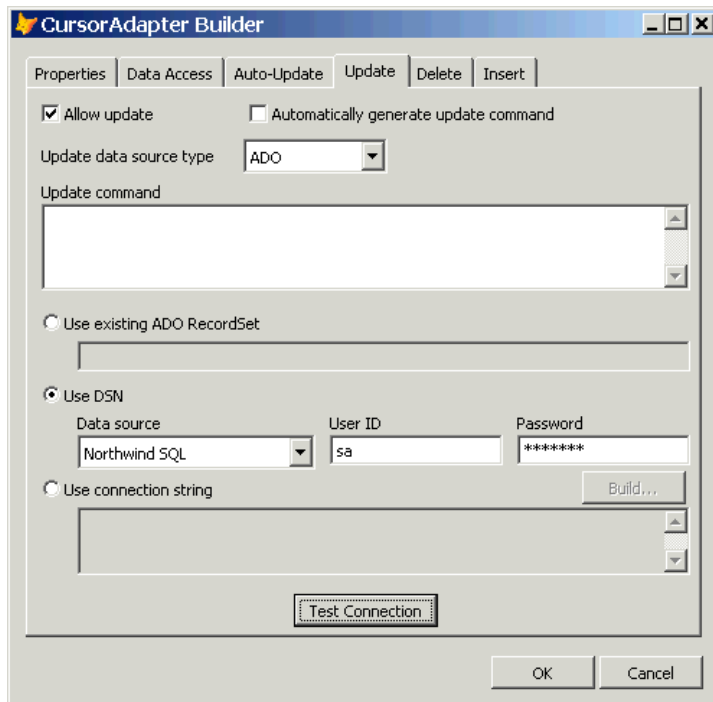 CursorAdapter Builder
Properties Data Access Auto-Update Update Delete Insert
Allow update Automatically generate update command
Update data source type ADO
Update command
Use existing ADO RecordSet
Use DSN
Data source User ID Password
Northwind SQL sa *******
Use connection string Build...
Test Connection
OK Cancel